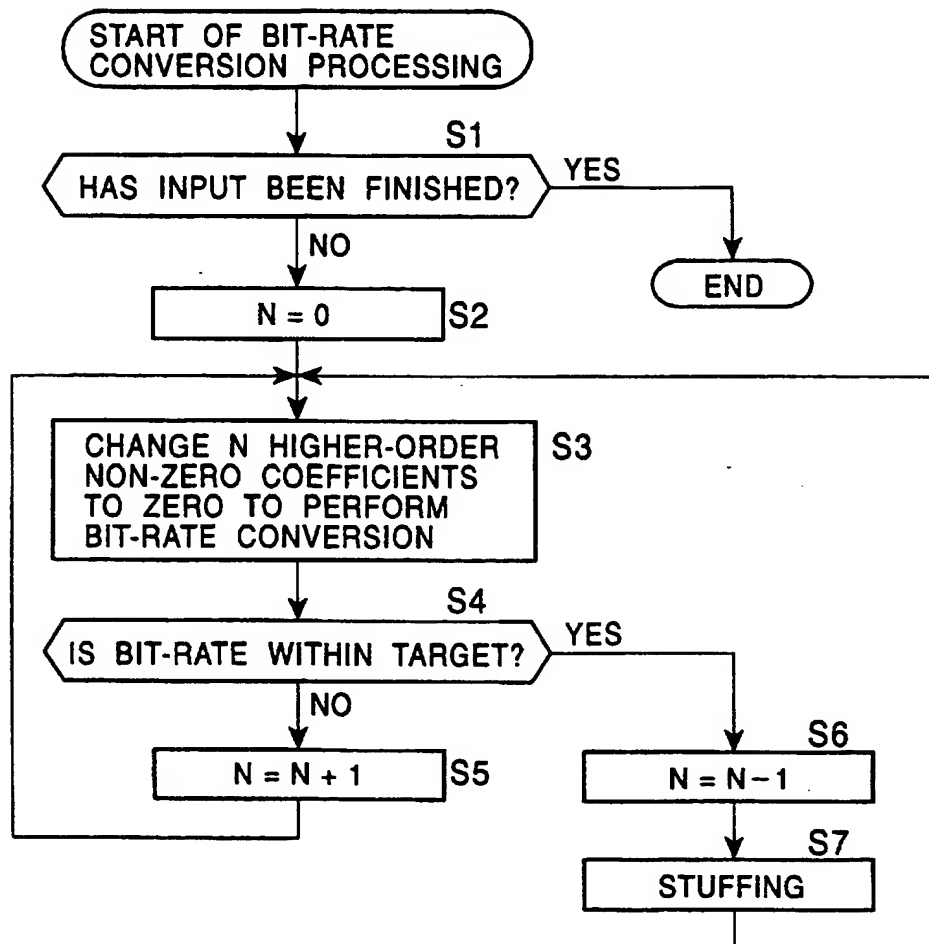 START OF BIT-RATE
CONVERSION PROCESSING
S1
HAS INPUT BEEN FINISHED?
YES
NO
END
N = 0
S2
CHANGE N HIGHER-ORDER
NON-ZERO COEFFICIENTS
TO ZERO TO PERFORM
BIT-RATE CONVERSION
S3
S4
IS BIT-RATE WITHIN TARGET?
YES
NO
N = N + 1
S5
S6
N = N - 1
S7
STUFFING